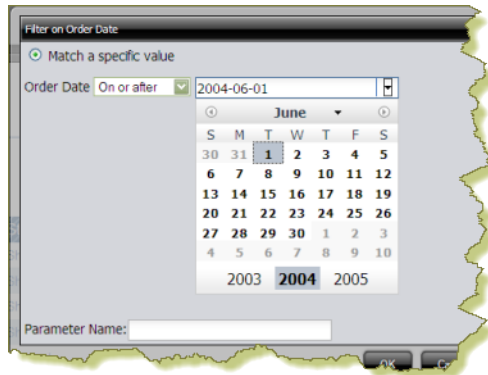 Filter on Order Date
Match a specific value
Order Date On or after 2004-06-01
June
S M T W T F S
30 31 1 2 3 4 5
6 7 8 9 10 11 12
13 14 15 16 17 18 19
20 21 22 23 24 25 26
27 28 29 30 1 2 3
4 5 6 7 8 9 10
2003 2004 2005
Parameter Name:
OK